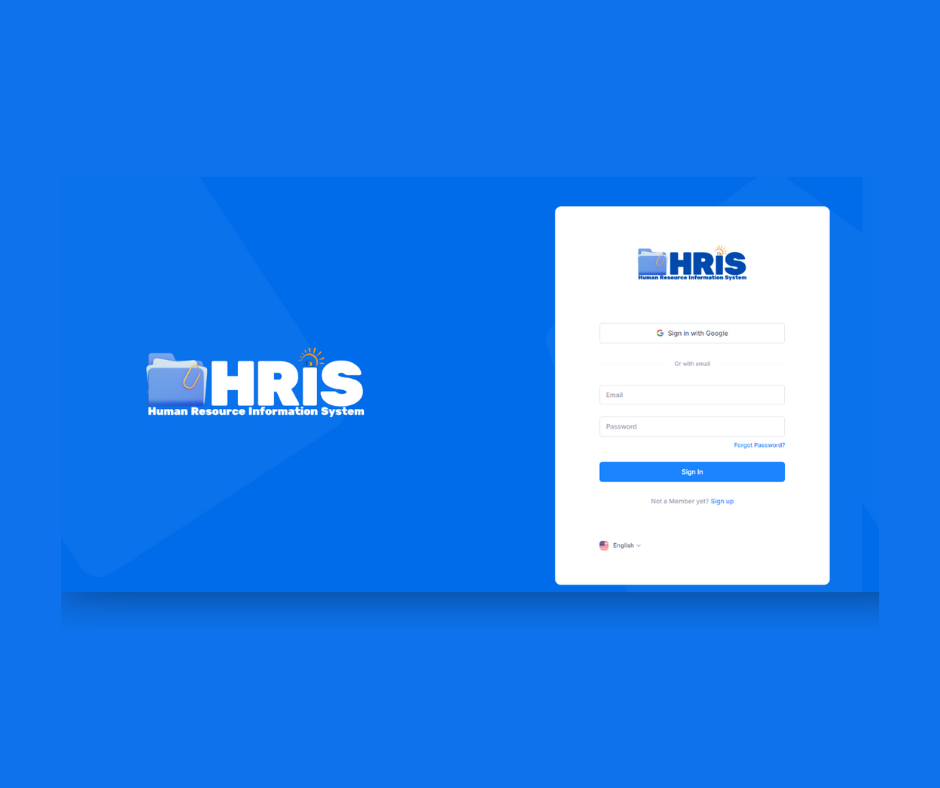 HRIS
Human Resource Information System
HRIS
Human Resource Information System
Sign in with Google
Or with email
Email
Password
Forgot Password?
Sign In
Not a Member yet? Sign up
English